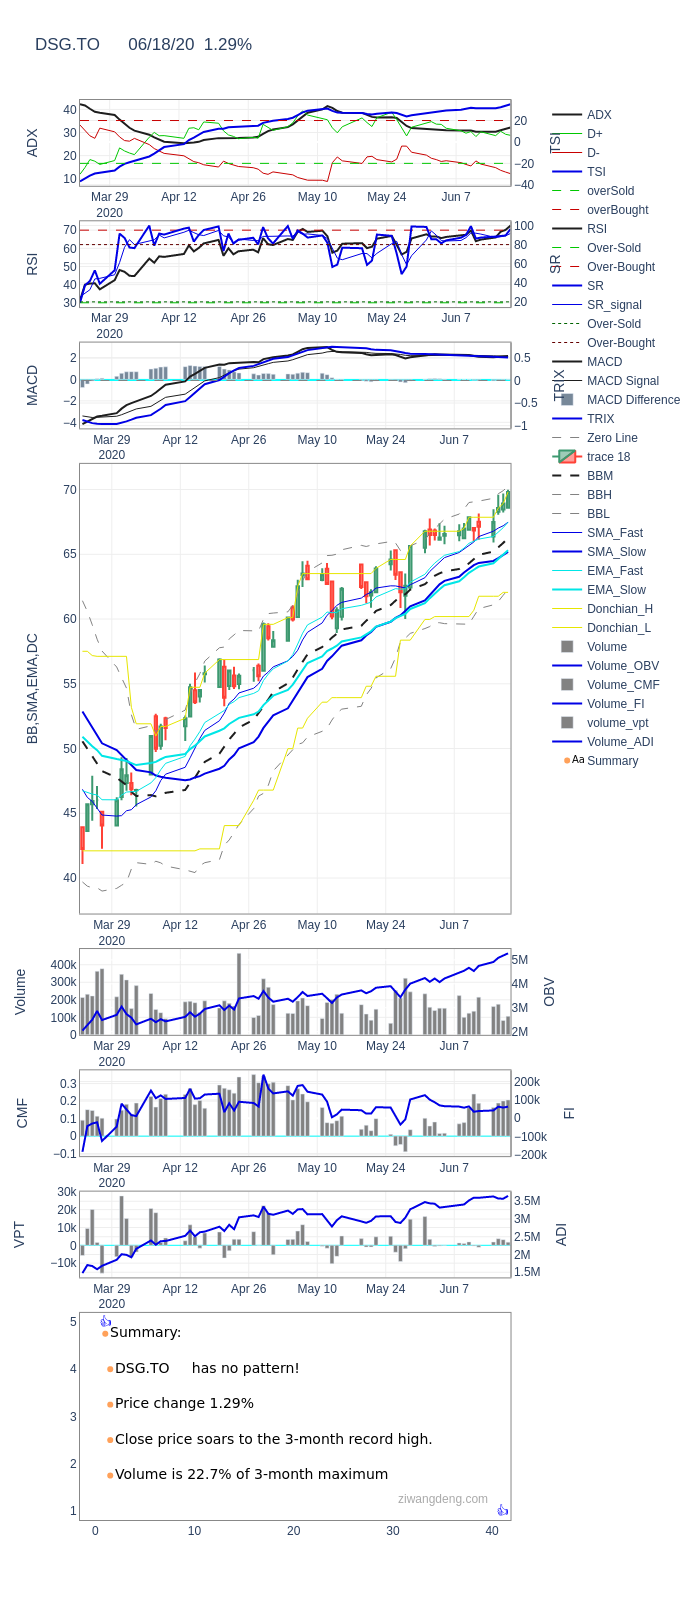 DSG.TO 06/18/20 1.29%
ADX
40
30
20
10
20
0
−20
−40
TSI
Mar 29 Apr 12 Apr 26 May 10 May 24 Jun 7
2020
RSI
70
60
50
40
30
100
80
60
40
20
SR
Mar 29 Apr 12 Apr 26 May 10 May 24 Jun 7
2020
MACD
2
0
−2
−4
0.5
0
−0.5
−1
TRIX
Mar 29 Apr 12 Apr 26 May 10 May 24 Jun 7
2020
BB,SMA,EMA,DC
70
65
60
55
50
45
40
Mar 29 Apr 12 Apr 26 May 10 May 24 Jun 7
2020
Volume
400k
300k
200k
100k
0
5M
4M
3M
2M
OBV
Mar 29 Apr 12 Apr 26 May 10 May 24 Jun 7
2020
CMF
0.3
0.2
0.1
0
−0.1
200k
100k
0
−100k
−200k
FI
Mar 29 Apr 12 Apr 26 May 10 May 24 Jun 7
2020
VPT
30k
20k
10k
0
−10k
3.5M
3M
2.5M
2M
1.5M
ADI
Mar 29 Apr 12 Apr 26 May 10 May 24 Jun 7
2020
5
4
3
2
1
👍
Summary:
DSG.TO has no pattern!
Price change 1.29%
Close price soars to the 3-month record high.
Volume is 22.7% of 3-month maximum
ziwangdeng.com
👍
0 10 20 30 40
ADX
D+
D-
TSI
overSold
overBought
RSI
Over-Sold
Over-Bought
SR
SR_signal
Over-Sold
Over-Bought
MACD
MACD Signal
MACD Difference
TRIX
Zero Line
trace 18
BBM
BBH
BBL
SMA_Fast
SMA_Slow
EMA_Fast
EMA_Slow
Donchian_H
Donchian_L
Volume
Volume_OBV
Volume_CMF
Volume_FI
volume_vpt
Volume_ADI
Aa Summary